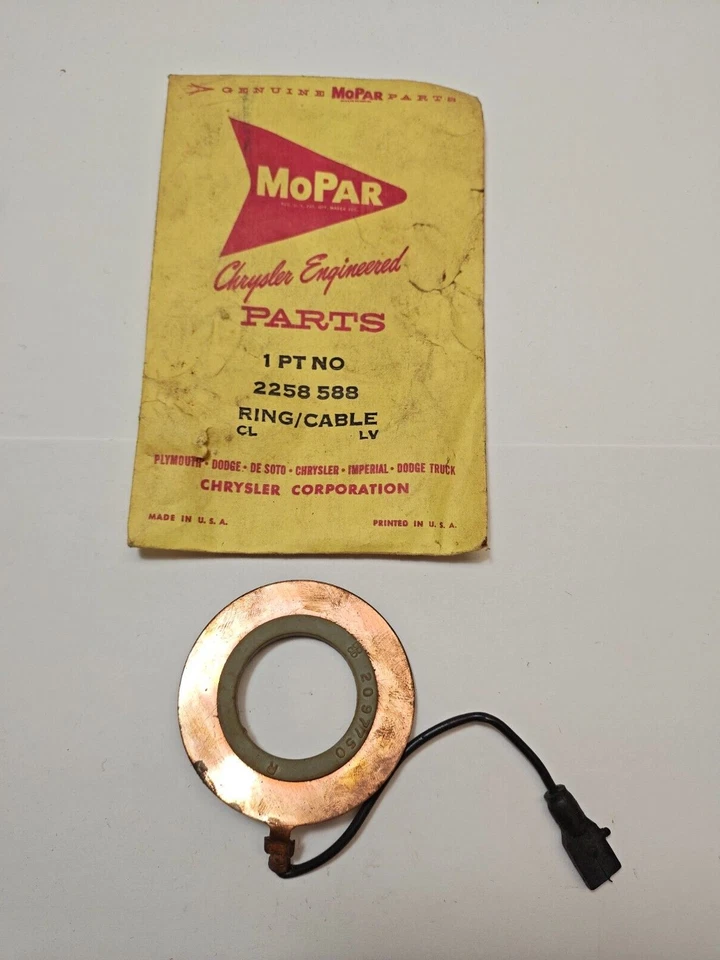 GENUINE MOPAR PARTS
MOPAR
Chrysler Engineered
PARTS
1 PT NO
2258 588
RING/CABLE
CL LV
PLYMOUTH • DODGE • DE SOTO • CHRYSLER • IMPERIAL • DODGE TRUCK
CHRYSLER CORPORATION
MADE IN U. S. A. PRINTED IN U. S. A.
2097750
R